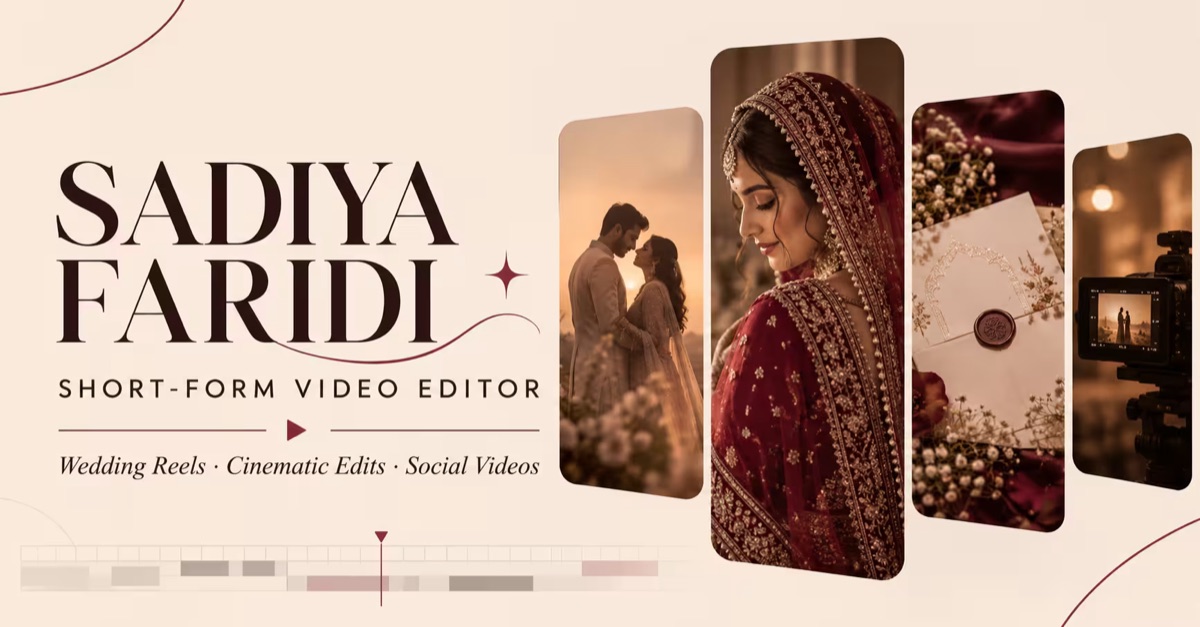 SADIYA
FARIDI
SHORT-FORM VIDEO EDITOR
Wedding Reels · Cinematic Edits · Social Videos